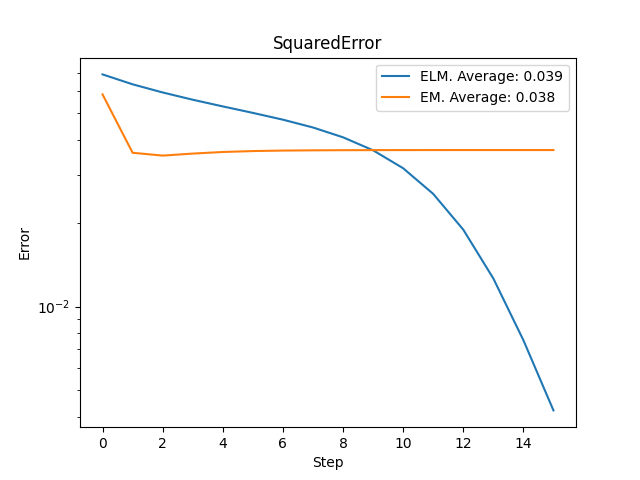 SquaredError
ELM. Average: 0.039
EM. Average: 0.038
Error
10⁻²
0 2 4 6 8 10 12 14
Step